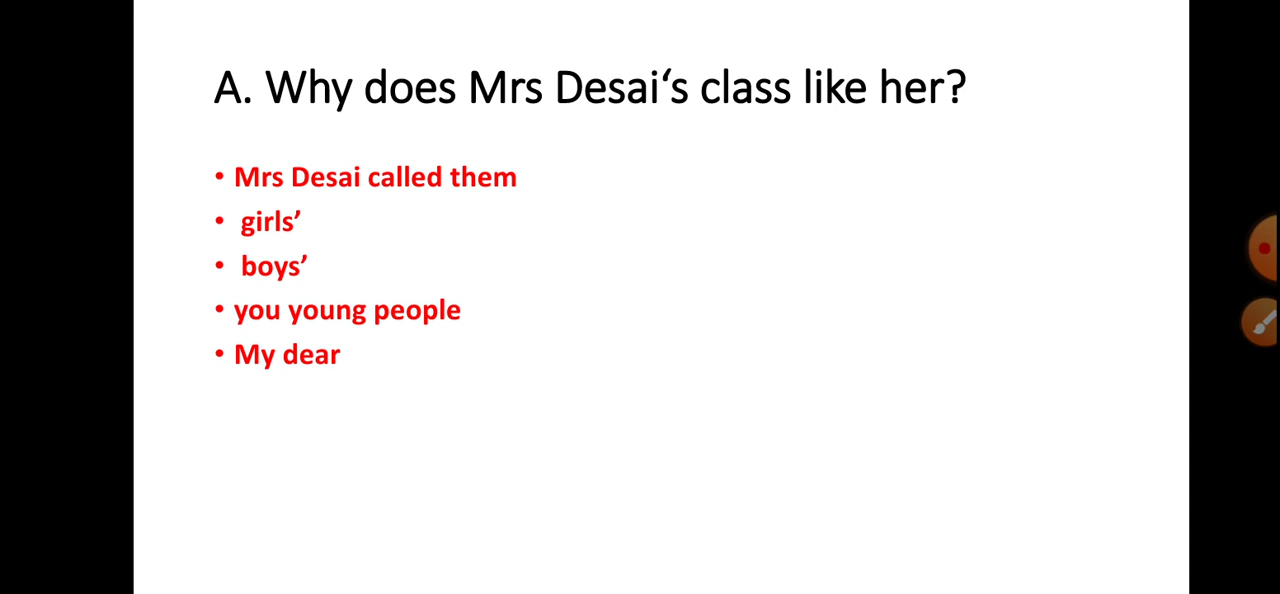 A. Why does Mrs Desai‘s class like her?
• Mrs Desai called them
• girls’
• boys’
• you young people
• My dear